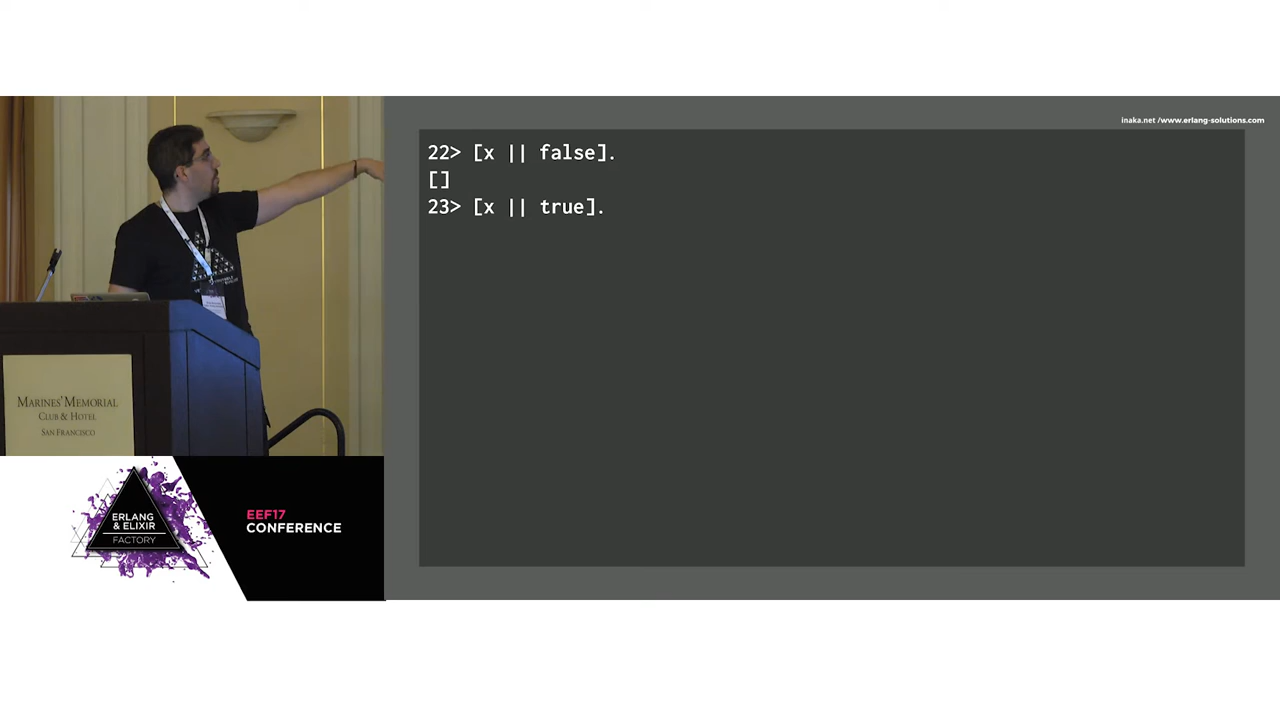 inaka.net /www.erlang-solutions.com
22> [x || false].
[]
23> [x || true].
MARINES' MEMORIAL
CLUB & HOTEL
SAN FRANCISCO
ERLANG
& ELIXIR
FACTORY
EEF17
CONFERENCE